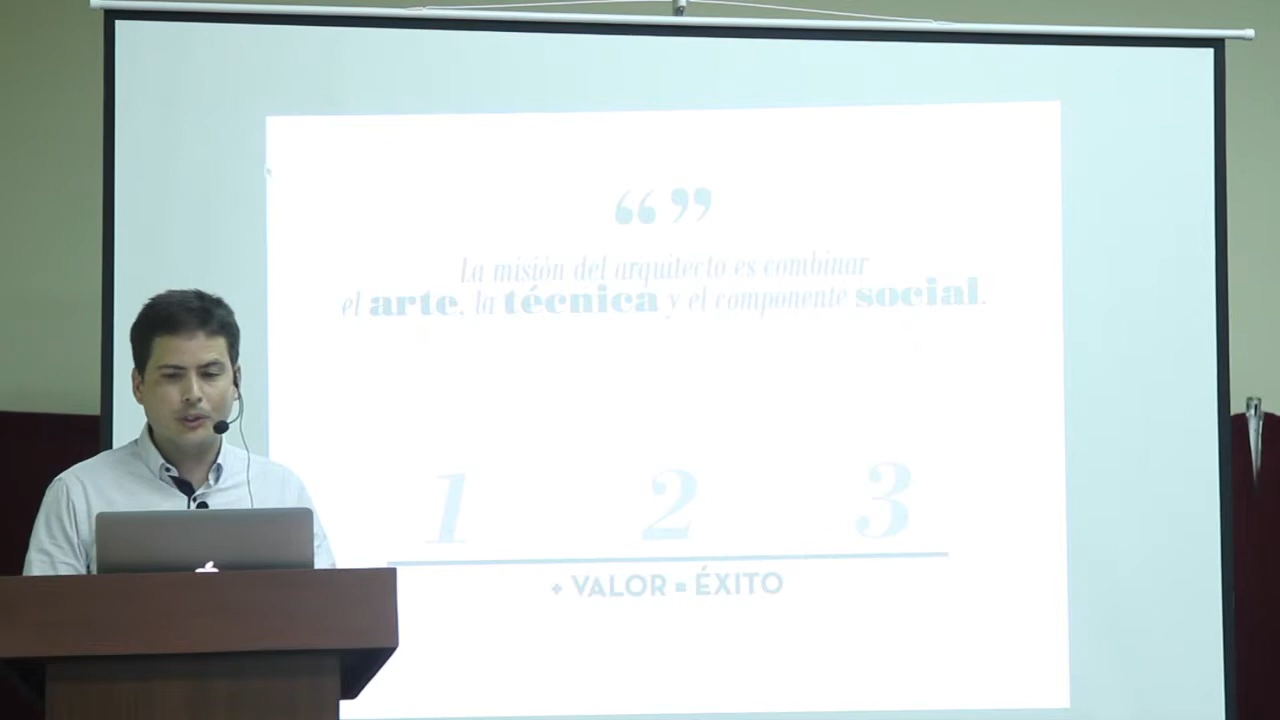 “ ”
La misión del arquitecto es combinar
el arte, la técnica y el componente social.
1 2 3
+ VALOR = ÉXITO